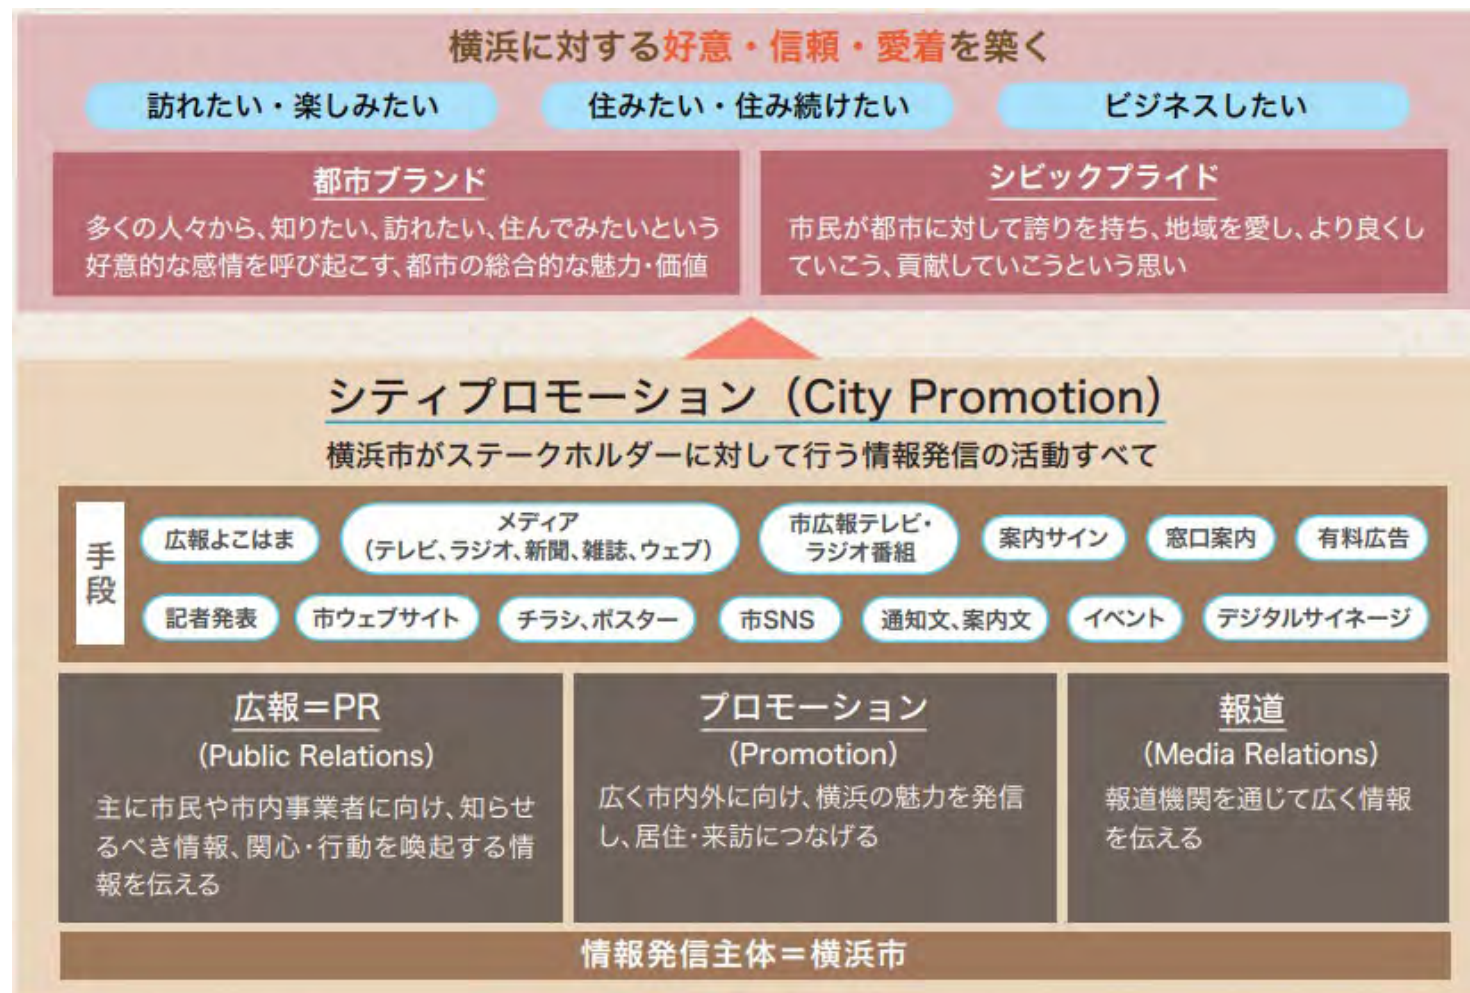 横浜に対する好意・信頼・愛着を築く
訪れたい・楽しみたい
住みたい・住み続けたい
ビジネスしたい
都市ブランド
多くの人々から、知りたい、訪れたい、住んでみたいという
好意的な感情を呼び起こす、都市の総合的な魅力・価値
シビックプライド
市民が都市に対して誇りを持ち、地域を愛し、より良くし
ていこう、貢献していこうという思い
シティプロモーション（City Promotion）
横浜市がステークホルダーに対して行う情報発信の活動すべて
手段
広報よこはま
メディア
（テレビ、ラジオ、新聞、雑誌、ウェブ）
市広報テレビ・
ラジオ番組
案内サイン
窓口案内
有料広告
記者発表
市ウェブサイト
チラシ、ポスター
市SNS
通知文、案内文
イベント
デジタルサイネージ
広報＝PR
（Public Relations）
主に市民や市内事業者に向け、知らせ
るべき情報、関心・行動を喚起する情
報を伝える
プロモーション
（Promotion）
広く市内外に向け、横浜の魅力を発信
し、居住・来訪につなげる
報道
（Media Relations）
報道機関を通じて広く情報
を伝える
情報発信主体＝横浜市